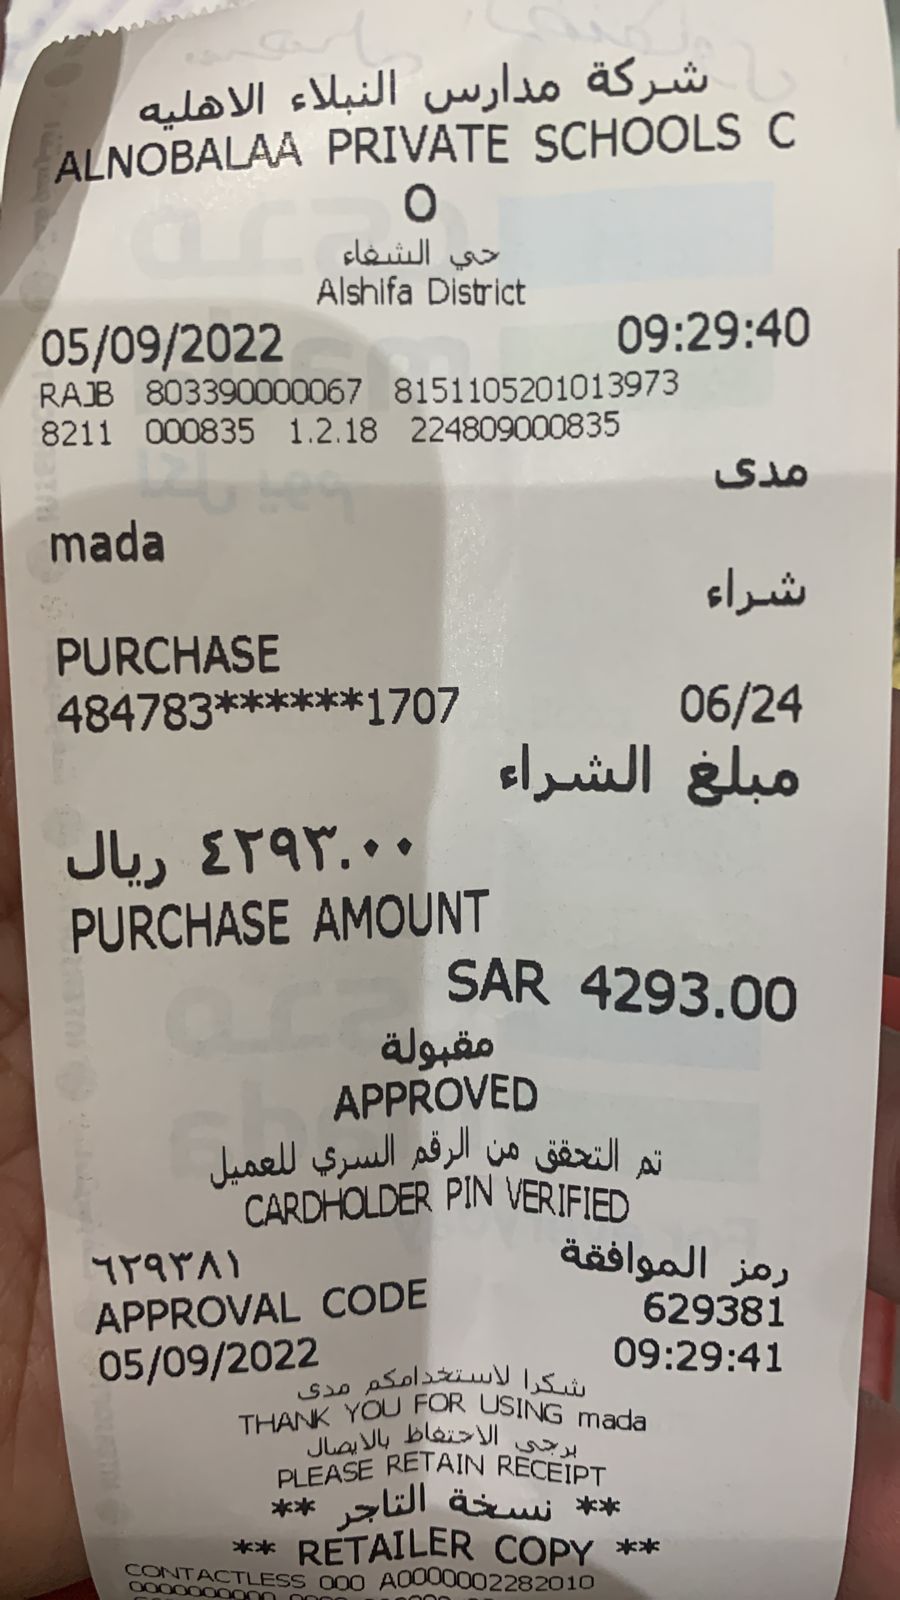 شركة مدارس النبلاء الاهليه
ALNOBALAA PRIVATE SCHOOLS C
O
حي الشفاء
Alshifa District
05/09/2022 09:29:40
RAJB 803390000067 8151105201013973
8211 000835 1.2.18 224809000835
مدى
mada
شراء
PURCHASE
484783******1707 06/24
مبلغ الشراء
٤٢٩٣.٠٠ ريال
PURCHASE AMOUNT
SAR 4293.00
مقبولة
APPROVED
تم التحقق من الرقم السري للعميل
CARDHOLDER PIN VERIFIED
رمز الموافقة ٦٢٩٣٨١
APPROVAL CODE 629381
05/09/2022 09:29:41
شكرا لاستخدامكم مدى
THANK YOU FOR USING mada
يرجى الاحتفاظ بالايصال
PLEASE RETAIN RECEIPT
** نسخة التاجر **
** RETAILER COPY **
CONTACTLESS 000 A0000002282010